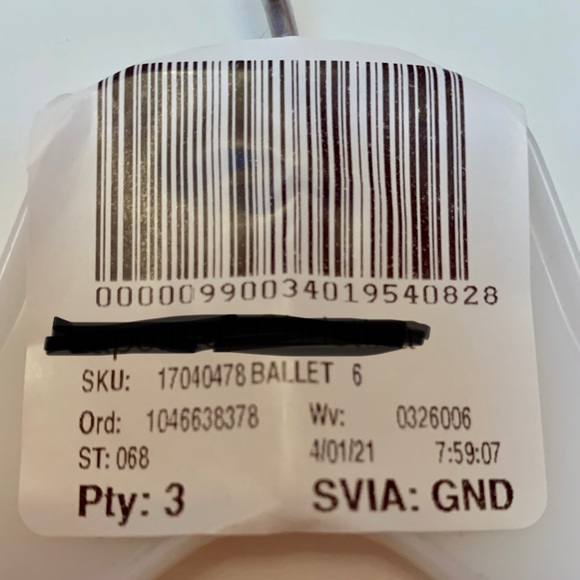 00000990034019540828
SKU: 17040478 BALLET 6
Ord: 1046638378 Wv: 0326006
ST: 068 4/01/21 7:59:07
Pty: 3 SVIA: GND